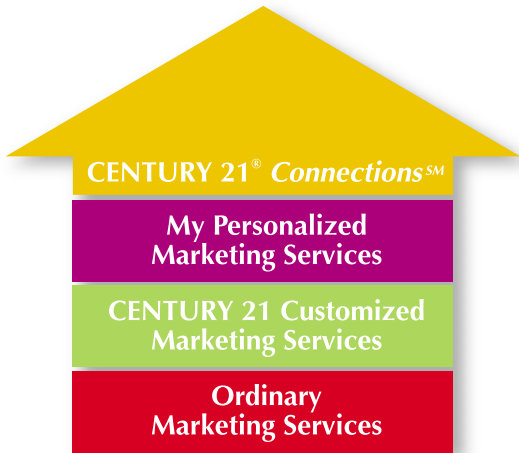 CENTURY 21® Connections℠
My Personalized
Marketing Services
CENTURY 21 Customized
Marketing Services
Ordinary
Marketing Services